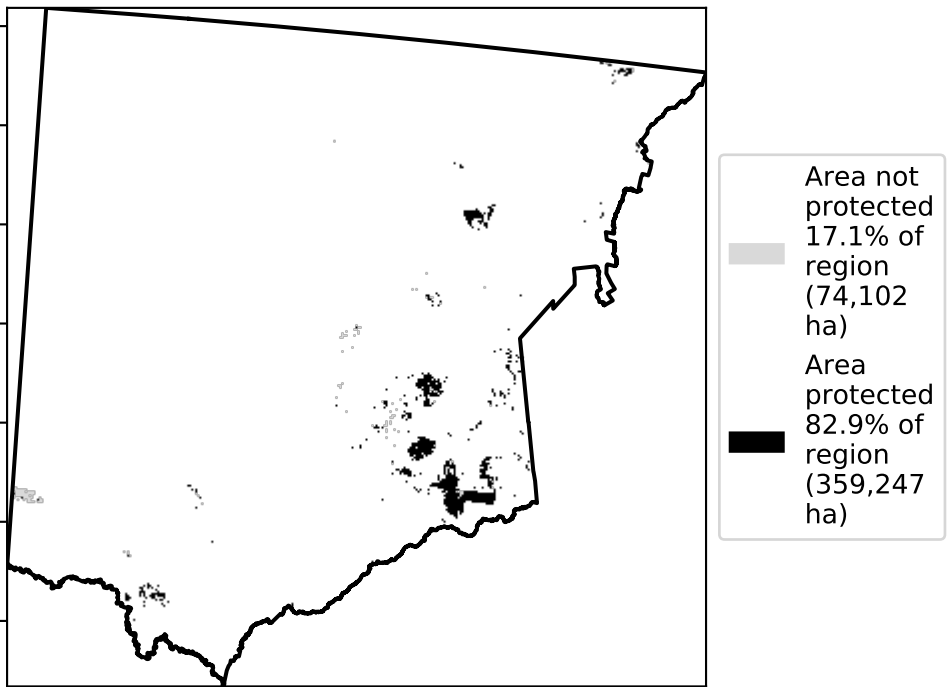 Area not
protected
17.1% of
region
(74,102
ha)
Area
protected
82.9% of
region
(359,247
ha)